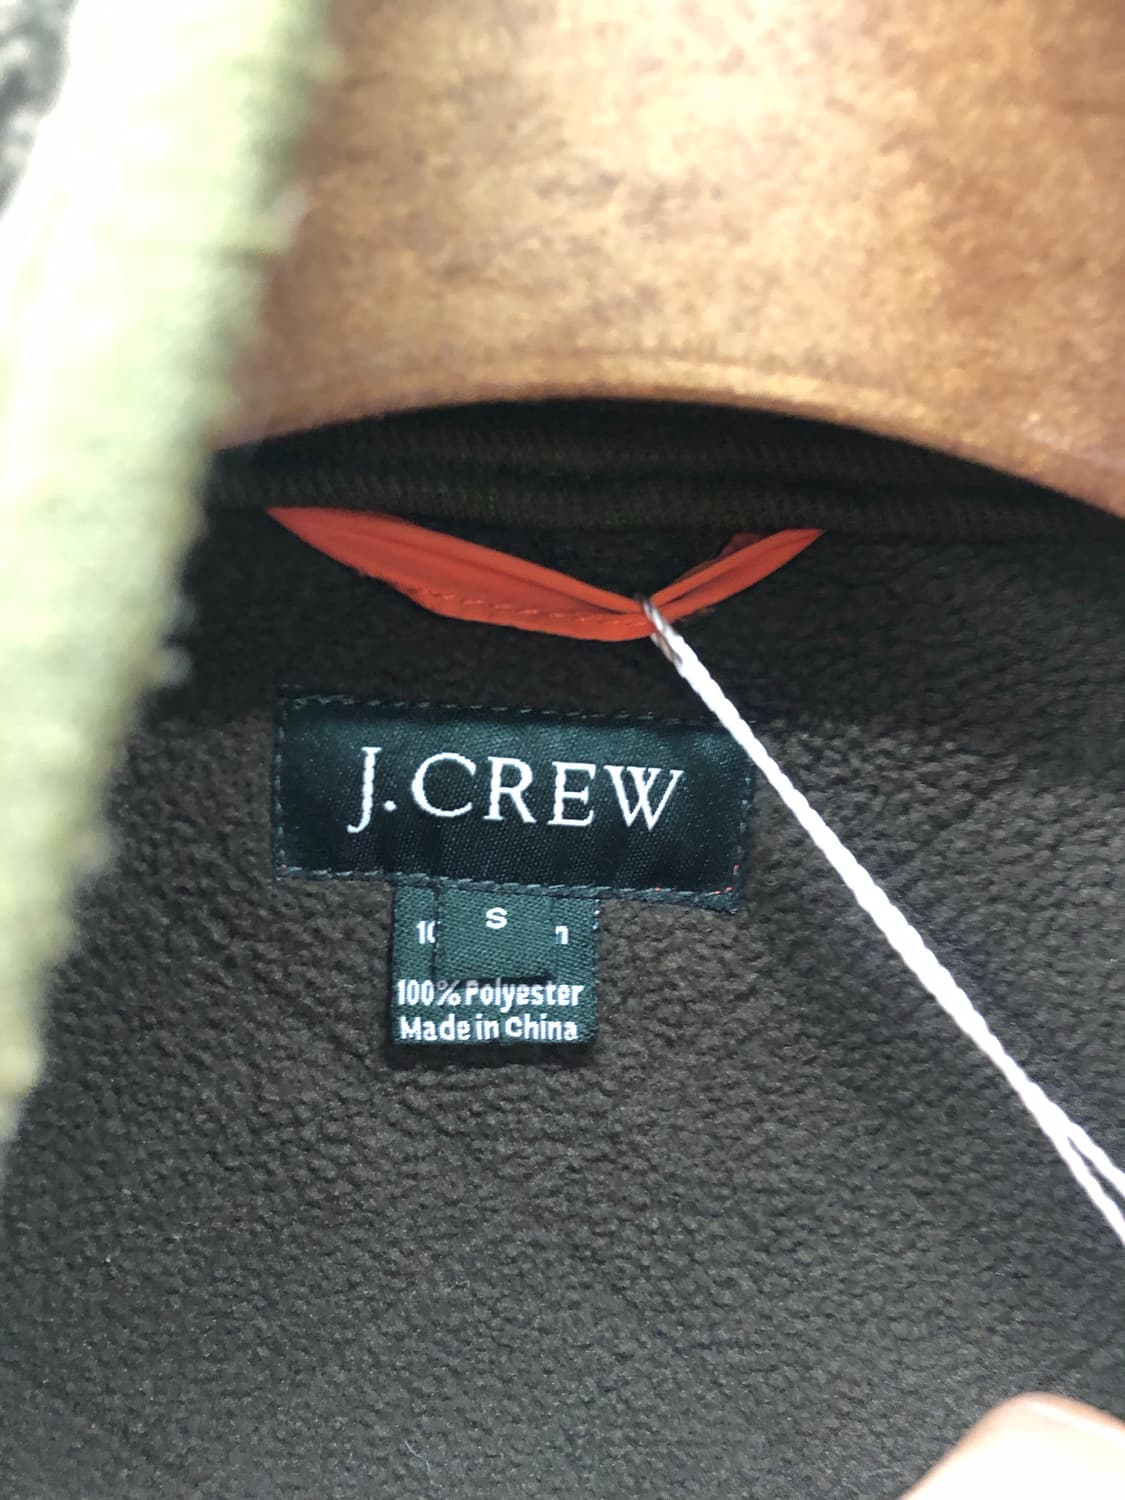 J.CREW
S
100% Polyester
Made in China